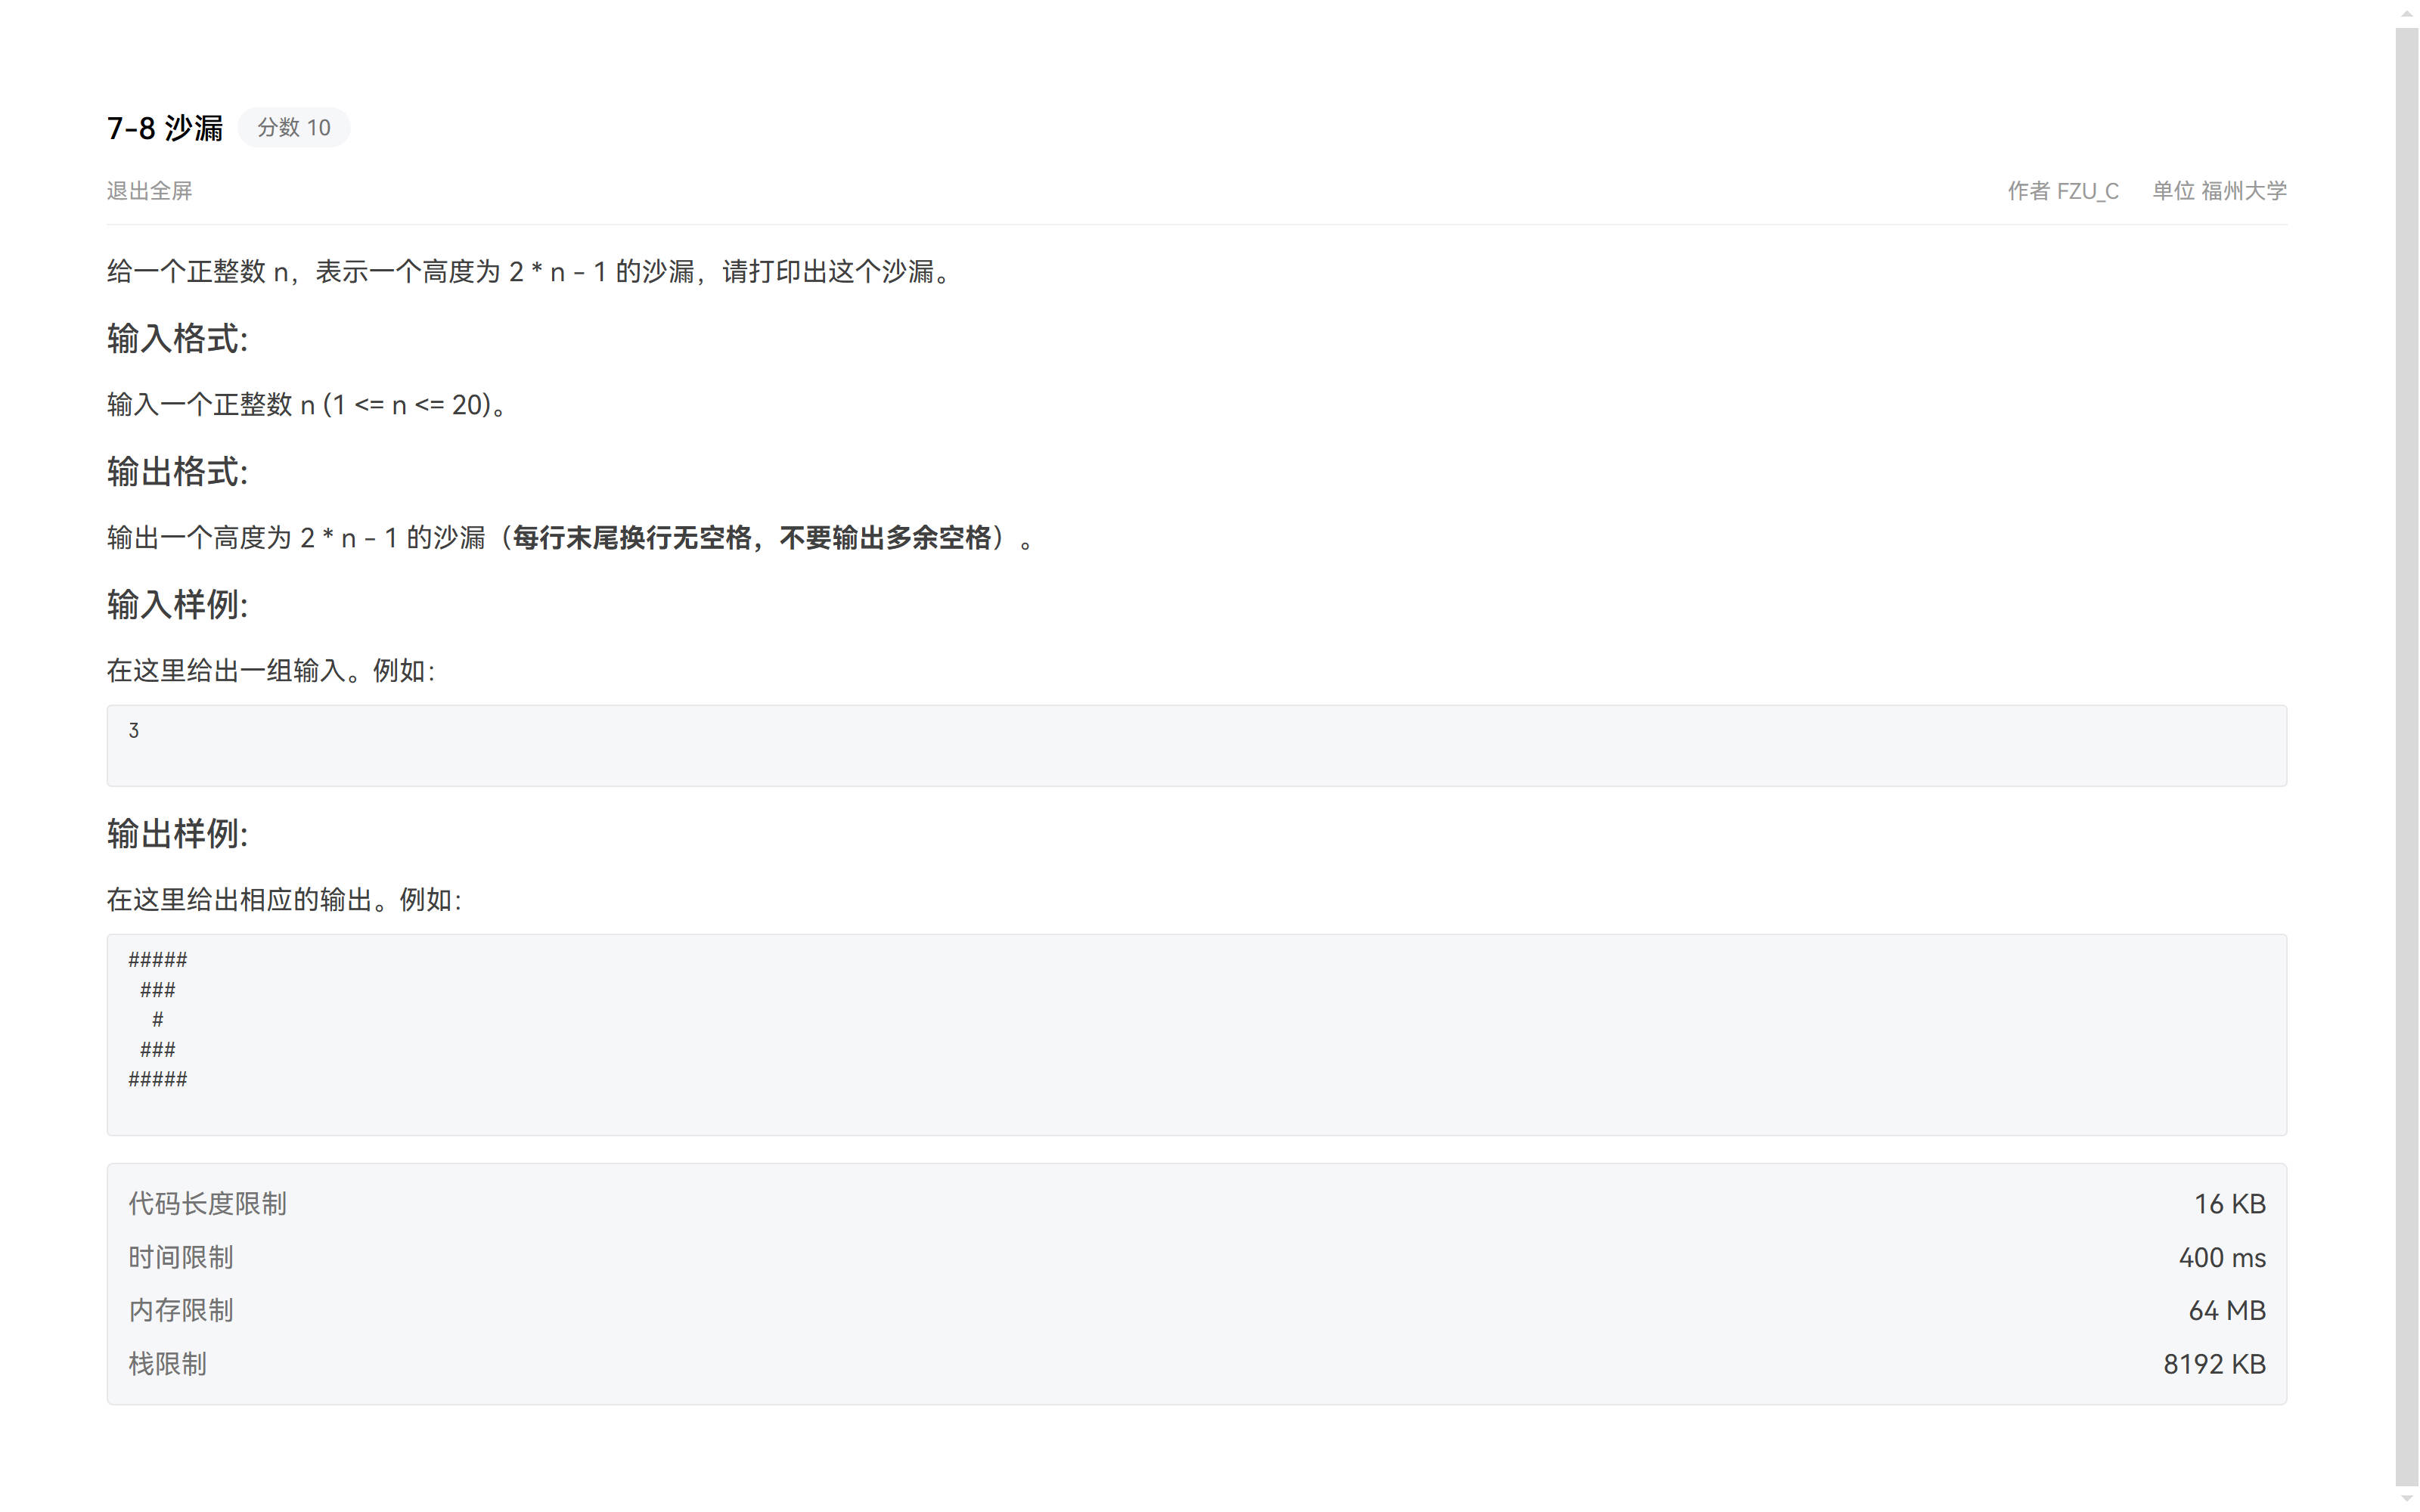 7-8 沙漏 分数 10
退出全屏 作者 FZU_C 单位 福州大学
给一个正整数 n，表示一个高度为 2 * n - 1 的沙漏，请打印出这个沙漏。
输入格式:
输入一个正整数 n (1 <= n <= 20)。
输出格式:
输出一个高度为 2 * n - 1 的沙漏（每行末尾换行无空格，不要输出多余空格）。
输入样例:
在这里给出一组输入。例如：
3
输出样例:
在这里给出相应的输出。例如：
#####
 ###
  #
 ###
#####
代码长度限制 16 KB
时间限制 400 ms
内存限制 64 MB
栈限制 8192 KB